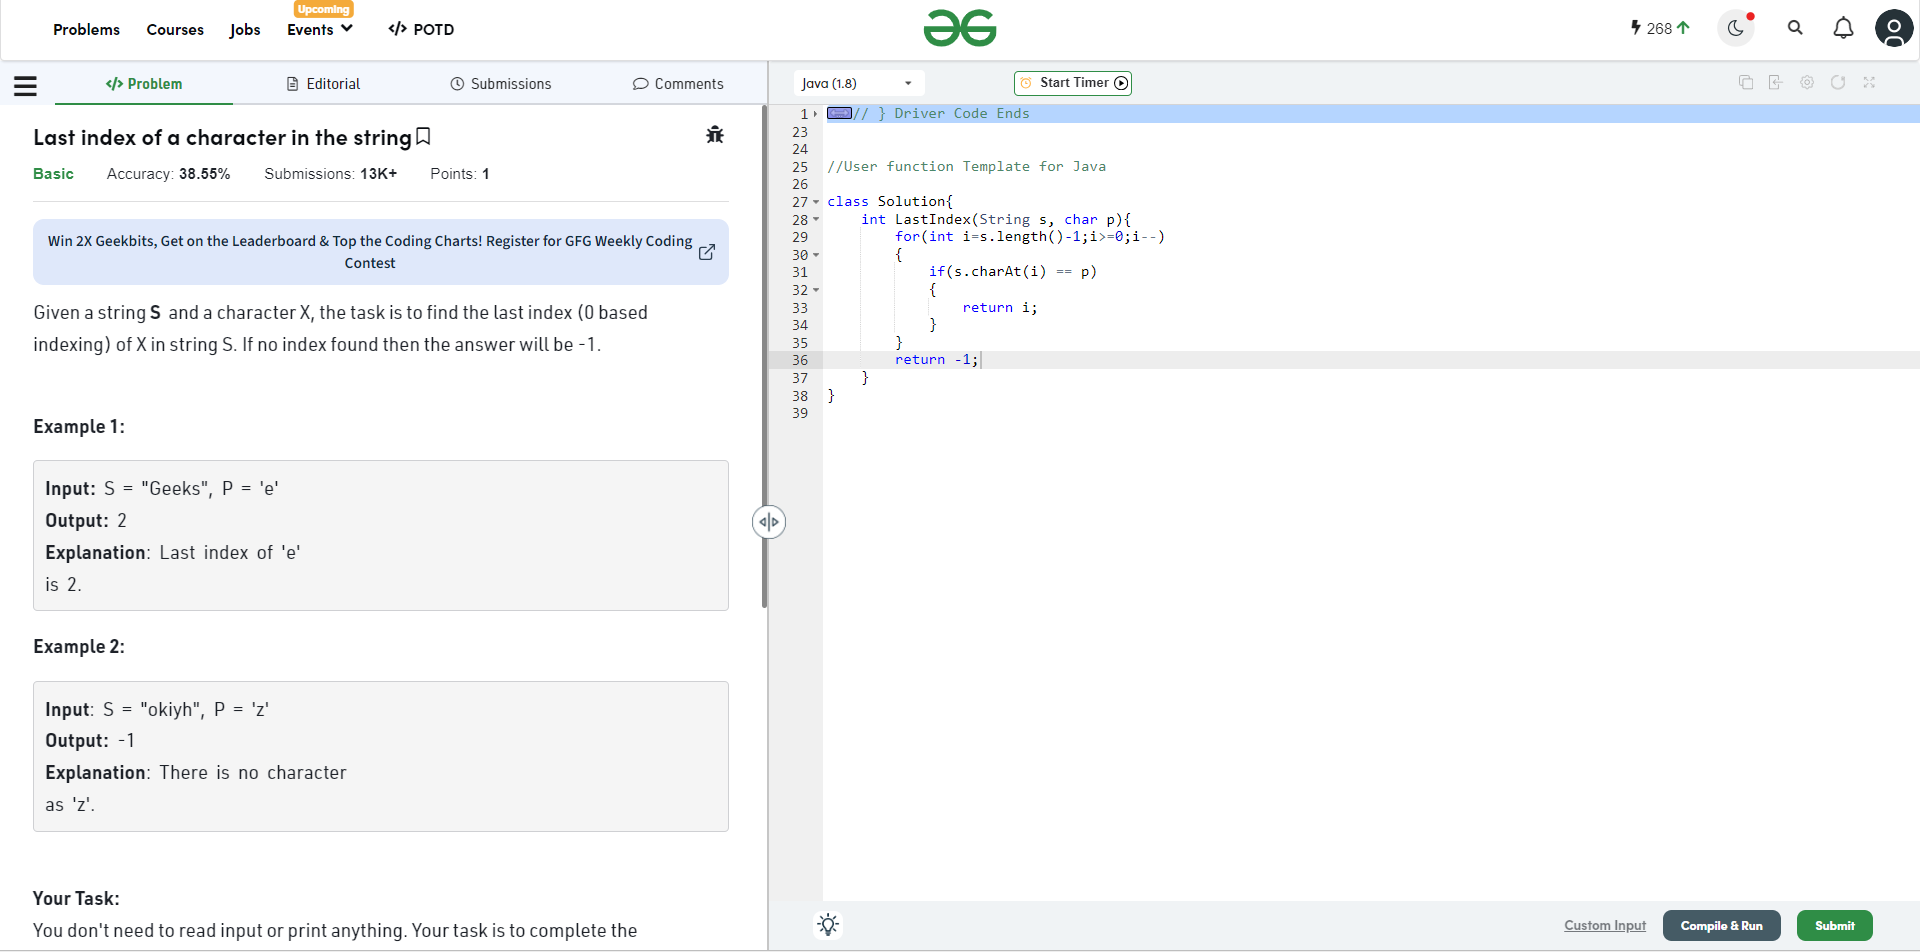 Upcoming
Problems Courses Jobs Events </> POTD
268
</> Problem Editorial Submissions Comments
Last index of a character in the string
Basic Accuracy: 38.55% Submissions: 13K+ Points: 1
Win 2X Geekbits, Get on the Leaderboard & Top the Coding Charts! Register for GFG Weekly Coding
Contest
Given a string S and a character X, the task is to find the last index (0 based
indexing) of X in string S. If no index found then the answer will be -1.
Example 1:
Input: S = "Geeks", P = 'e'
Output: 2
Explanation: Last index of 'e'
is 2.
Example 2:
Input: S = "okiyh", P = 'z'
Output: -1
Explanation: There is no character
as 'z'.
Your Task:
You don't need to read input or print anything. Your task is to complete the
Java (1.8) Start Timer
1 // } Driver Code Ends
23
24
25 //User function Template for Java
26
27 class Solution{
28 int LastIndex(String s, char p){
29 for(int i=s.length()-1;i>=0;i--)
30 {
31 if(s.charAt(i) == p)
32 {
33 return i;
34 }
35 }
36 return -1;
37 }
38 }
39
Custom Input Compile & Run Submit